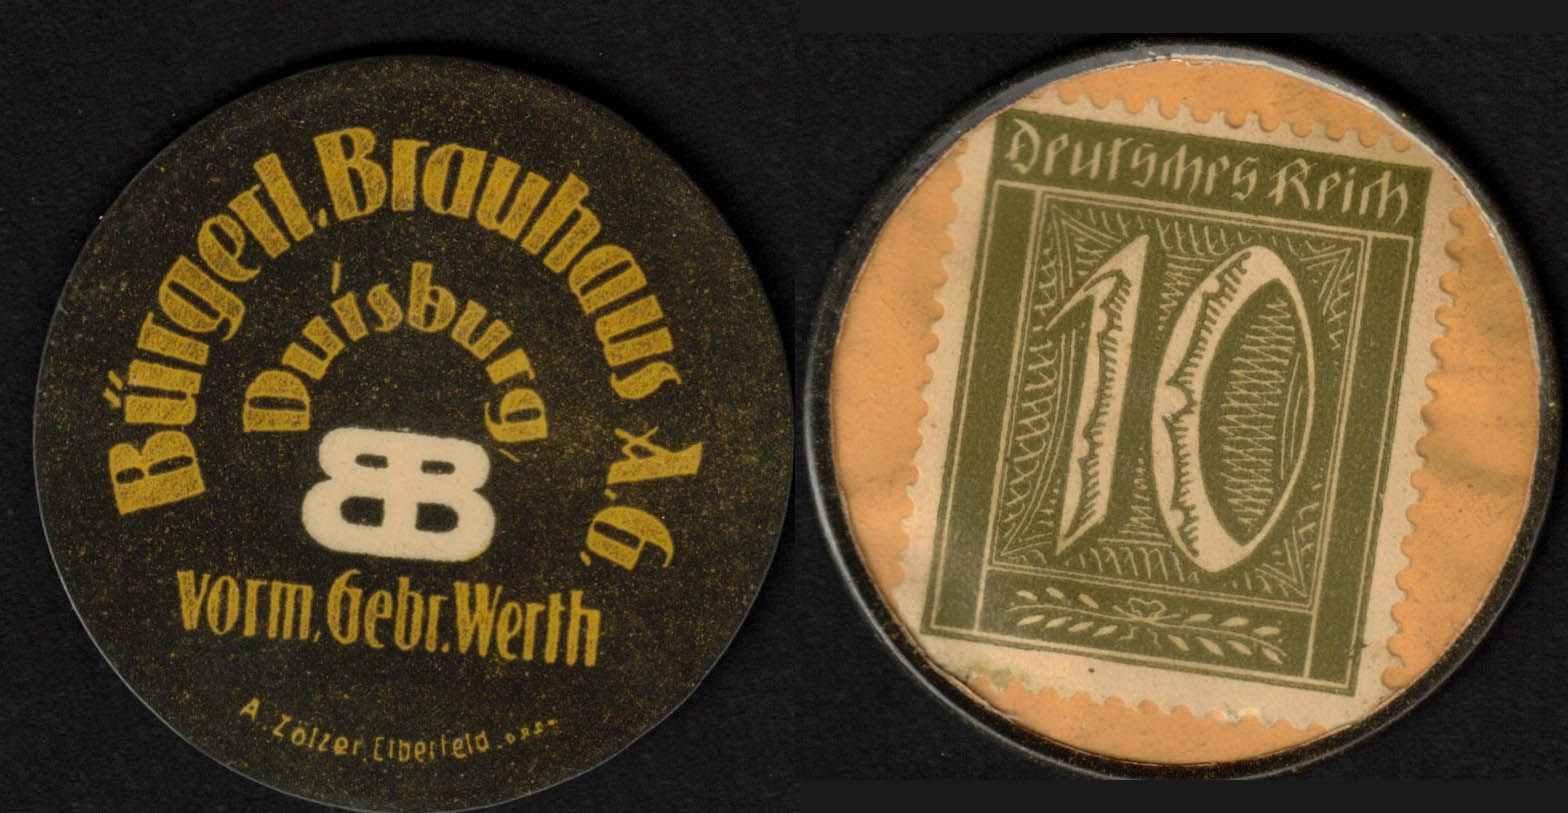 Bürgerl. Brauhaus A.G.
Duisburg
BB
vorm. Gebr. Werth
A. Zölzer, Elberfeld.
Deutsches Reich
10